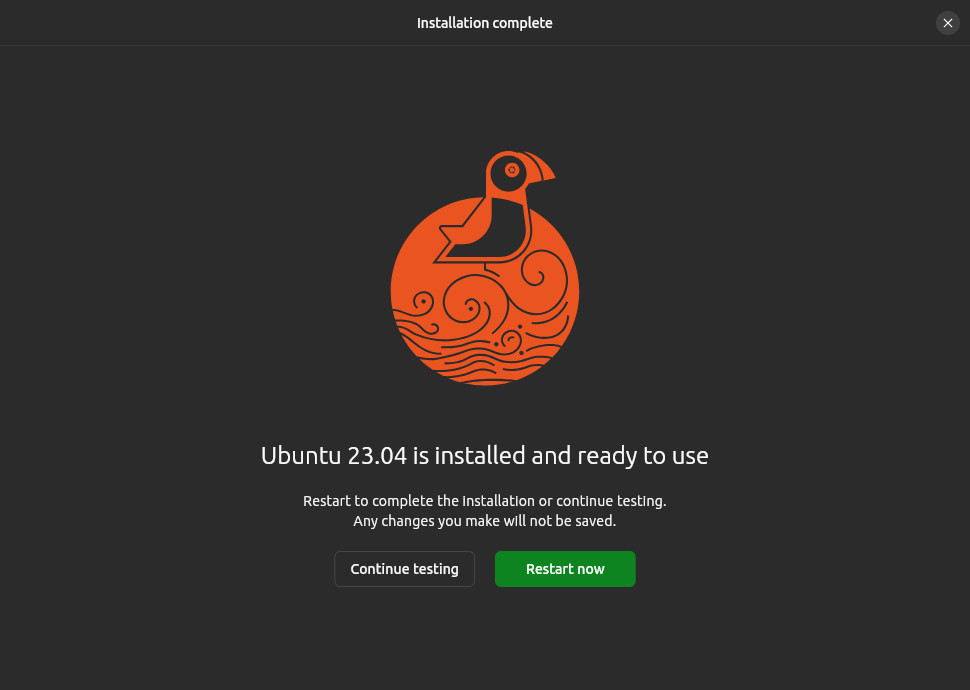 Installation complete
Ubuntu 23.04 is installed and ready to use
Restart to complete the installation or continue testing.
Any changes you make will not be saved.
Continue testing
Restart now